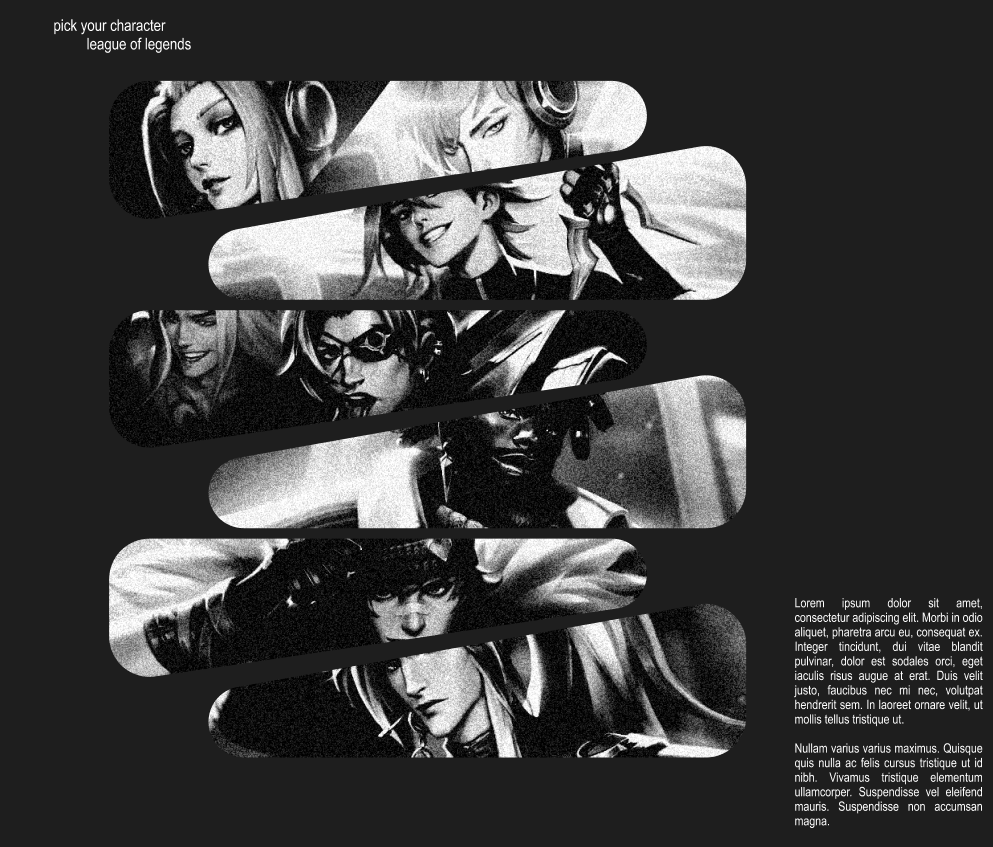 pick your character
league of legends
Lorem ipsum dolor sit amet,
consectetur adipiscing elit. Morbi in odio
aliquet, pharetra arcu eu, consequat ex.
Integer tincidunt, dui vitae blandit
pulvinar, dolor est sodales orci, eget
iaculis risus augue at erat. Duis velit
justo, faucibus nec mi nec, volutpat
hendrerit sem. In laoreet ornare velit, ut
mollis tellus tristique ut.
Nullam varius varius maximus. Quisque
quis nulla ac felis cursus tristique ut id
nibh. Vivamus tristique elementum
ullamcorper. Suspendisse vel eleifend
mauris. Suspendisse non accumsan
magna.